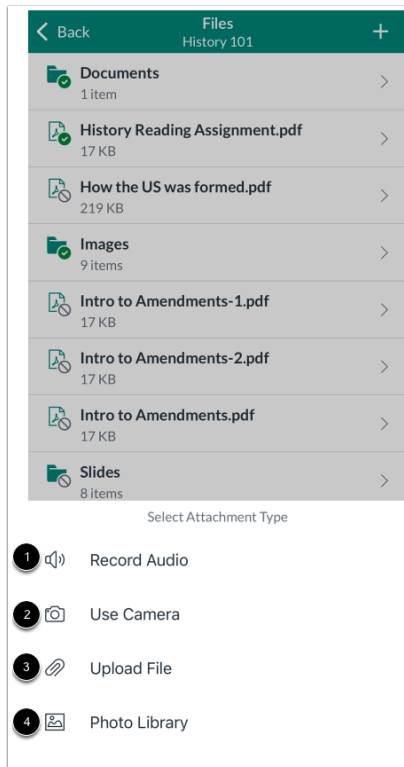 Back
Files
History 101
Documents
1 item
History Reading Assignment.pdf
17 KB
How the US was formed.pdf
219 KB
Images
9 items
Intro to Amendments-1.pdf
17 KB
Intro to Amendments-2.pdf
17 KB
Intro to Amendments.pdf
17 KB
Slides
8 items
Select Attachment Type
1 Record Audio
2 Use Camera
3 Upload File
4 Photo Library